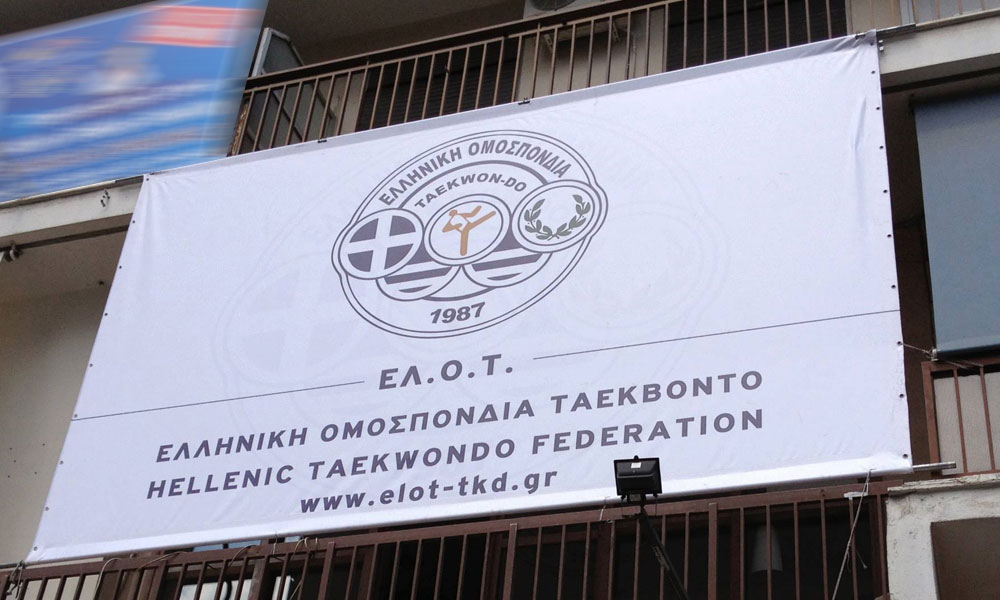 ΕΛΛΗΝΙΚΗ ΟΜΟΣΠΟΝΔΙΑ
TAEKWON-DO
1987
ΕΛ.Ο.Τ.
ΕΛΛΗΝΙΚΗ ΟΜΟΣΠΟΝΔΙΑ ΤΑΕΚΒΟΝΤΟ
HELLENIC TAEKWONDO FEDERATION
www.elot-tkd.gr